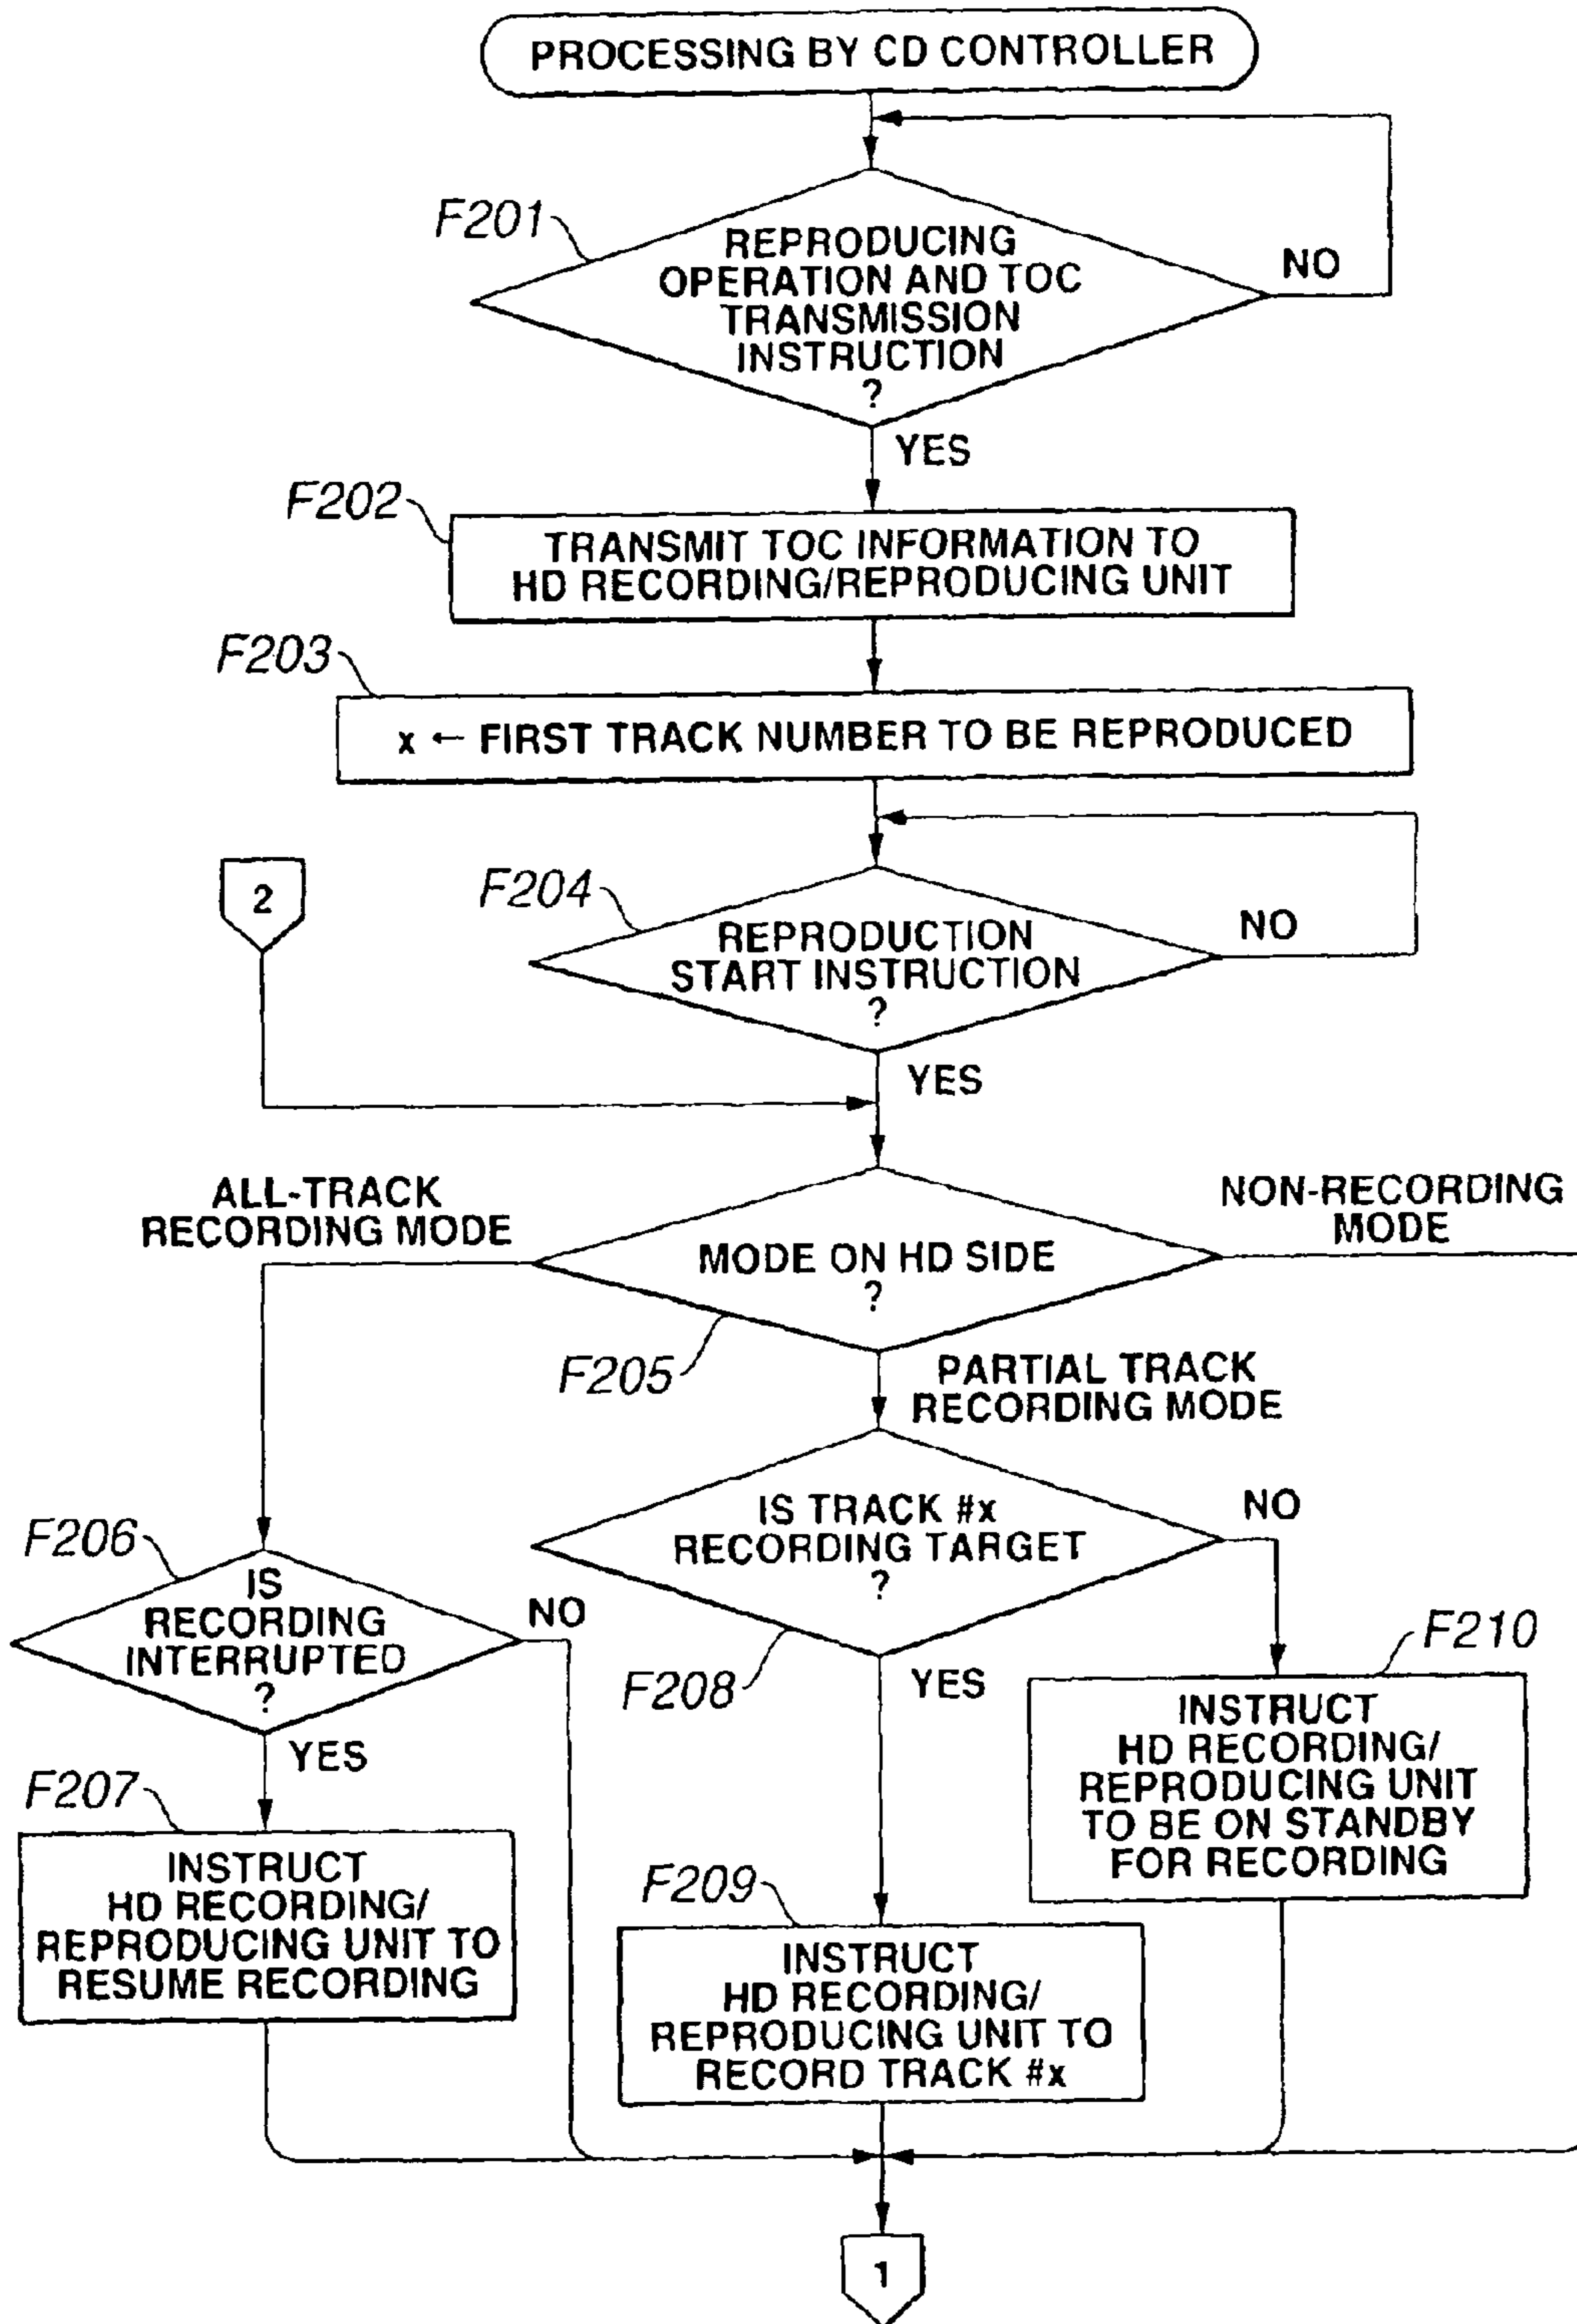 PROCESSING BY CD CONTROLLER
F201
REPRODUCING
OPERATION AND TOC
TRANSMISSION
INSTRUCTION
?
NO
YES
F202
TRANSMIT TOC INFORMATION TO
HD RECORDING/REPRODUCING UNIT
F203
x ← FIRST TRACK NUMBER TO BE REPRODUCED
2
F204
REPRODUCTION
START INSTRUCTION
?
NO
YES
ALL-TRACK
RECORDING MODE
NON-RECORDING
MODE
MODE ON HD SIDE
?
F205
PARTIAL TRACK
RECORDING MODE
F206
IS
RECORDING
INTERRUPTED
?
NO
YES
IS TRACK #x
RECORDING TARGET
?
NO
F208
YES
F210
INSTRUCT
HD RECORDING/
REPRODUCING UNIT
TO BE ON STANDBY
FOR RECORDING
F207
INSTRUCT
HD RECORDING/
REPRODUCING UNIT TO
RESUME RECORDING
F209
INSTRUCT
HD RECORDING/
REPRODUCING UNIT TO
RECORD TRACK #x
1